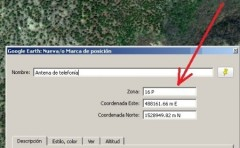 Google Earth: Nueva/o Marca de posición
Nombre: Antena de telefonía
Zona: 16 P
Coordenada Este: 488161.66 m E
Coordenada Norte: 1528949.82 m N
Descripción Estilo, color Ver Altitud